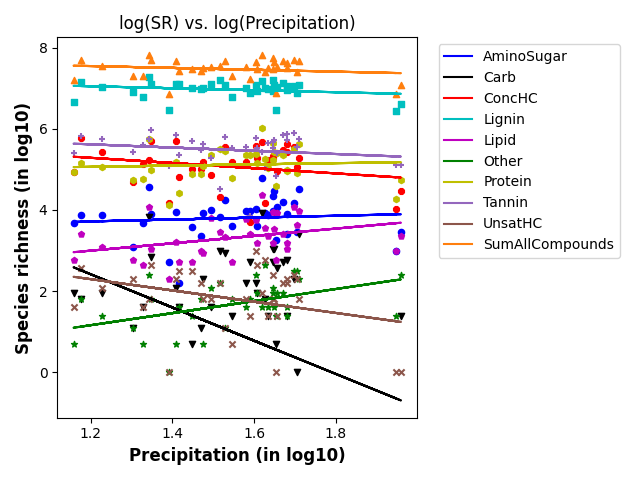 log(SR) vs. log(Precipitation)
Species richness (in log10)
8
6
4
2
0
1.2 1.4 1.6 1.8
Precipitation (in log10)
AminoSugar
Carb
ConcHC
Lignin
Lipid
Other
Protein
Tannin
UnsatHC
SumAllCompounds